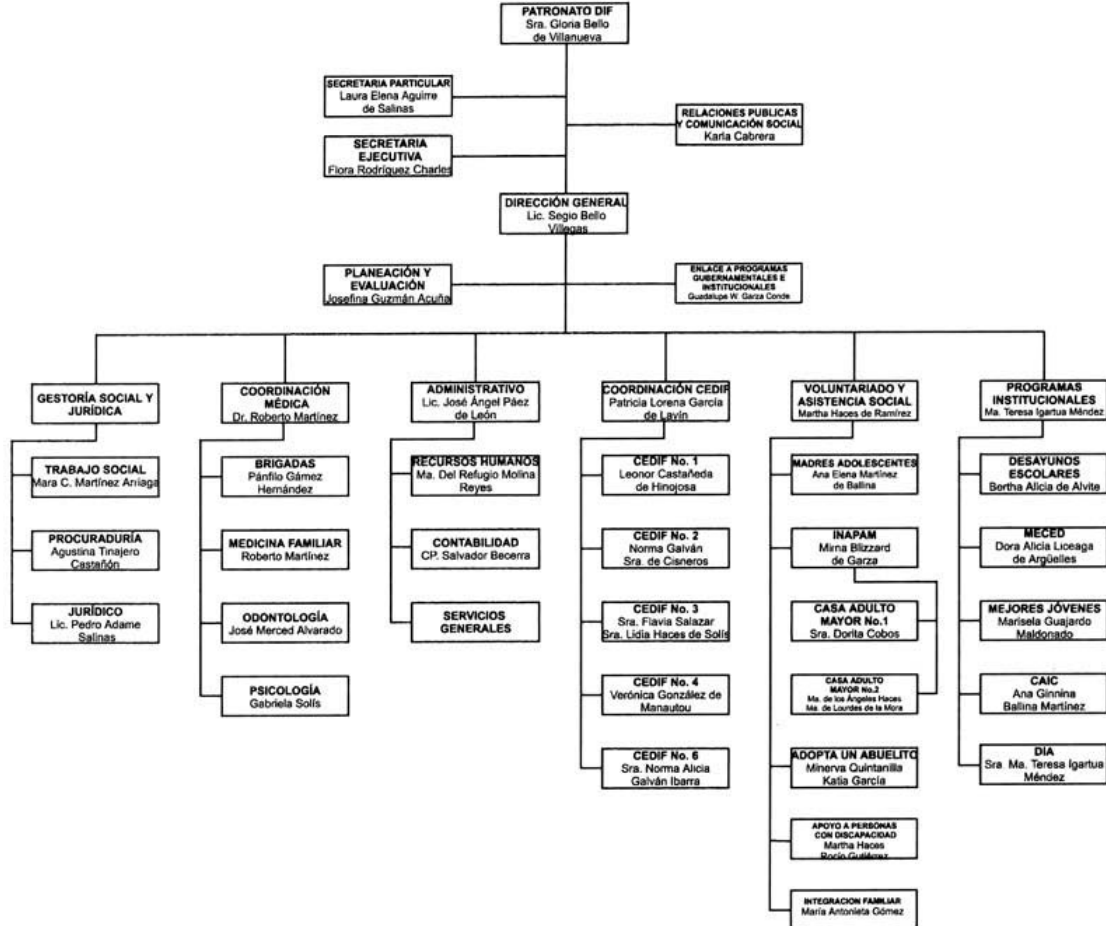 PATRONATO DIF
Sra. Gloria Bello
de Villanueva
SECRETARIA PARTICULAR
Laura Elena Aguirre
de Salinas
RELACIONES PUBLICAS
Y COMUNICACIÓN SOCIAL
Karla Cabrera
SECRETARIA
EJECUTIVA
Flora Rodríguez Charles
DIRECCIÓN GENERAL
Lic. Segio Bello
Villegas
PLANEACIÓN Y
EVALUACIÓN
Josefina Guzmán Acuña
ENLACE A PROGRAMAS
GUBERNAMENTALES E
INSTITUCIONALES
Guadalupe W. Garza Conde
GESTORÍA SOCIAL Y
JURÍDICA
TRABAJO SOCIAL
Mara C. Martínez Arriaga
PROCURADURÍA
Agustina Tinajero
Castañón
JURÍDICO
Lic. Pedro Adame
Salinas
COORDINACIÓN
MÉDICA
Dr. Roberto Martínez
BRIGADAS
Pánfilo Gámez
Hernández
MEDICINA FAMILIAR
Roberto Martínez
ODONTOLOGÍA
José Merced Alvarado
PSICOLOGÍA
Gabriela Solís
ADMINISTRATIVO
Lic. José Ángel Páez
de León
RECURSOS HUMANOS
Ma. Del Refugio Molina
Reyes
CONTABILIDAD
CP. Salvador Becerra
SERVICIOS
GENERALES
COORDINACIÓN CEDIF
Patricia Lorena García
de Lavín
CEDIF No. 1
Leonor Castañeda
de Hinojosa
CEDIF No. 2
Norma Galván
Sra. de Cisneros
CEDIF No. 3
Sra. Flavia Salazar
Sra. Lidia Haces de Solís
CEDIF No. 4
Verónica González de
Manautou
CEDIF No. 6
Sra. Norma Alicia
Galván Ibarra
VOLUNTARIADO Y
ASISTENCIA SOCIAL
Martha Haces de Ramírez
MADRES ADOLESCENTES
Ana Elena Martínez
de Ballina
INAPAM
Mirna Blizzard
de Garza
CASA ADULTO
MAYOR No.1
Sra. Dorita Cobos
CASA ADULTO
MAYOR No.2
Ma. de los Ángeles Haces
Ma. de Lourdes de la Mora
ADOPTA UN ABUELITO
Minerva Quintanilla
Katia García
APOYO A PERSONAS
CON DISCAPACIDAD
Martha Haces
Rocío Gutiérrez
INTEGRACION FAMILIAR
María Antonieta Gómez
PROGRAMAS
INSTITUCIONALES
Ma. Teresa Igartua Méndez
DESAYUNOS
ESCOLARES
Bertha Alicia de Alvite
MECED
Dora Alicia Liceaga
de Argüelles
MEJORES JÓVENES
Marisela Guajardo
Maldonado
CAIC
Ana Ginnina
Ballina Martínez
DIA
Sra. Ma. Teresa Igartua
Méndez